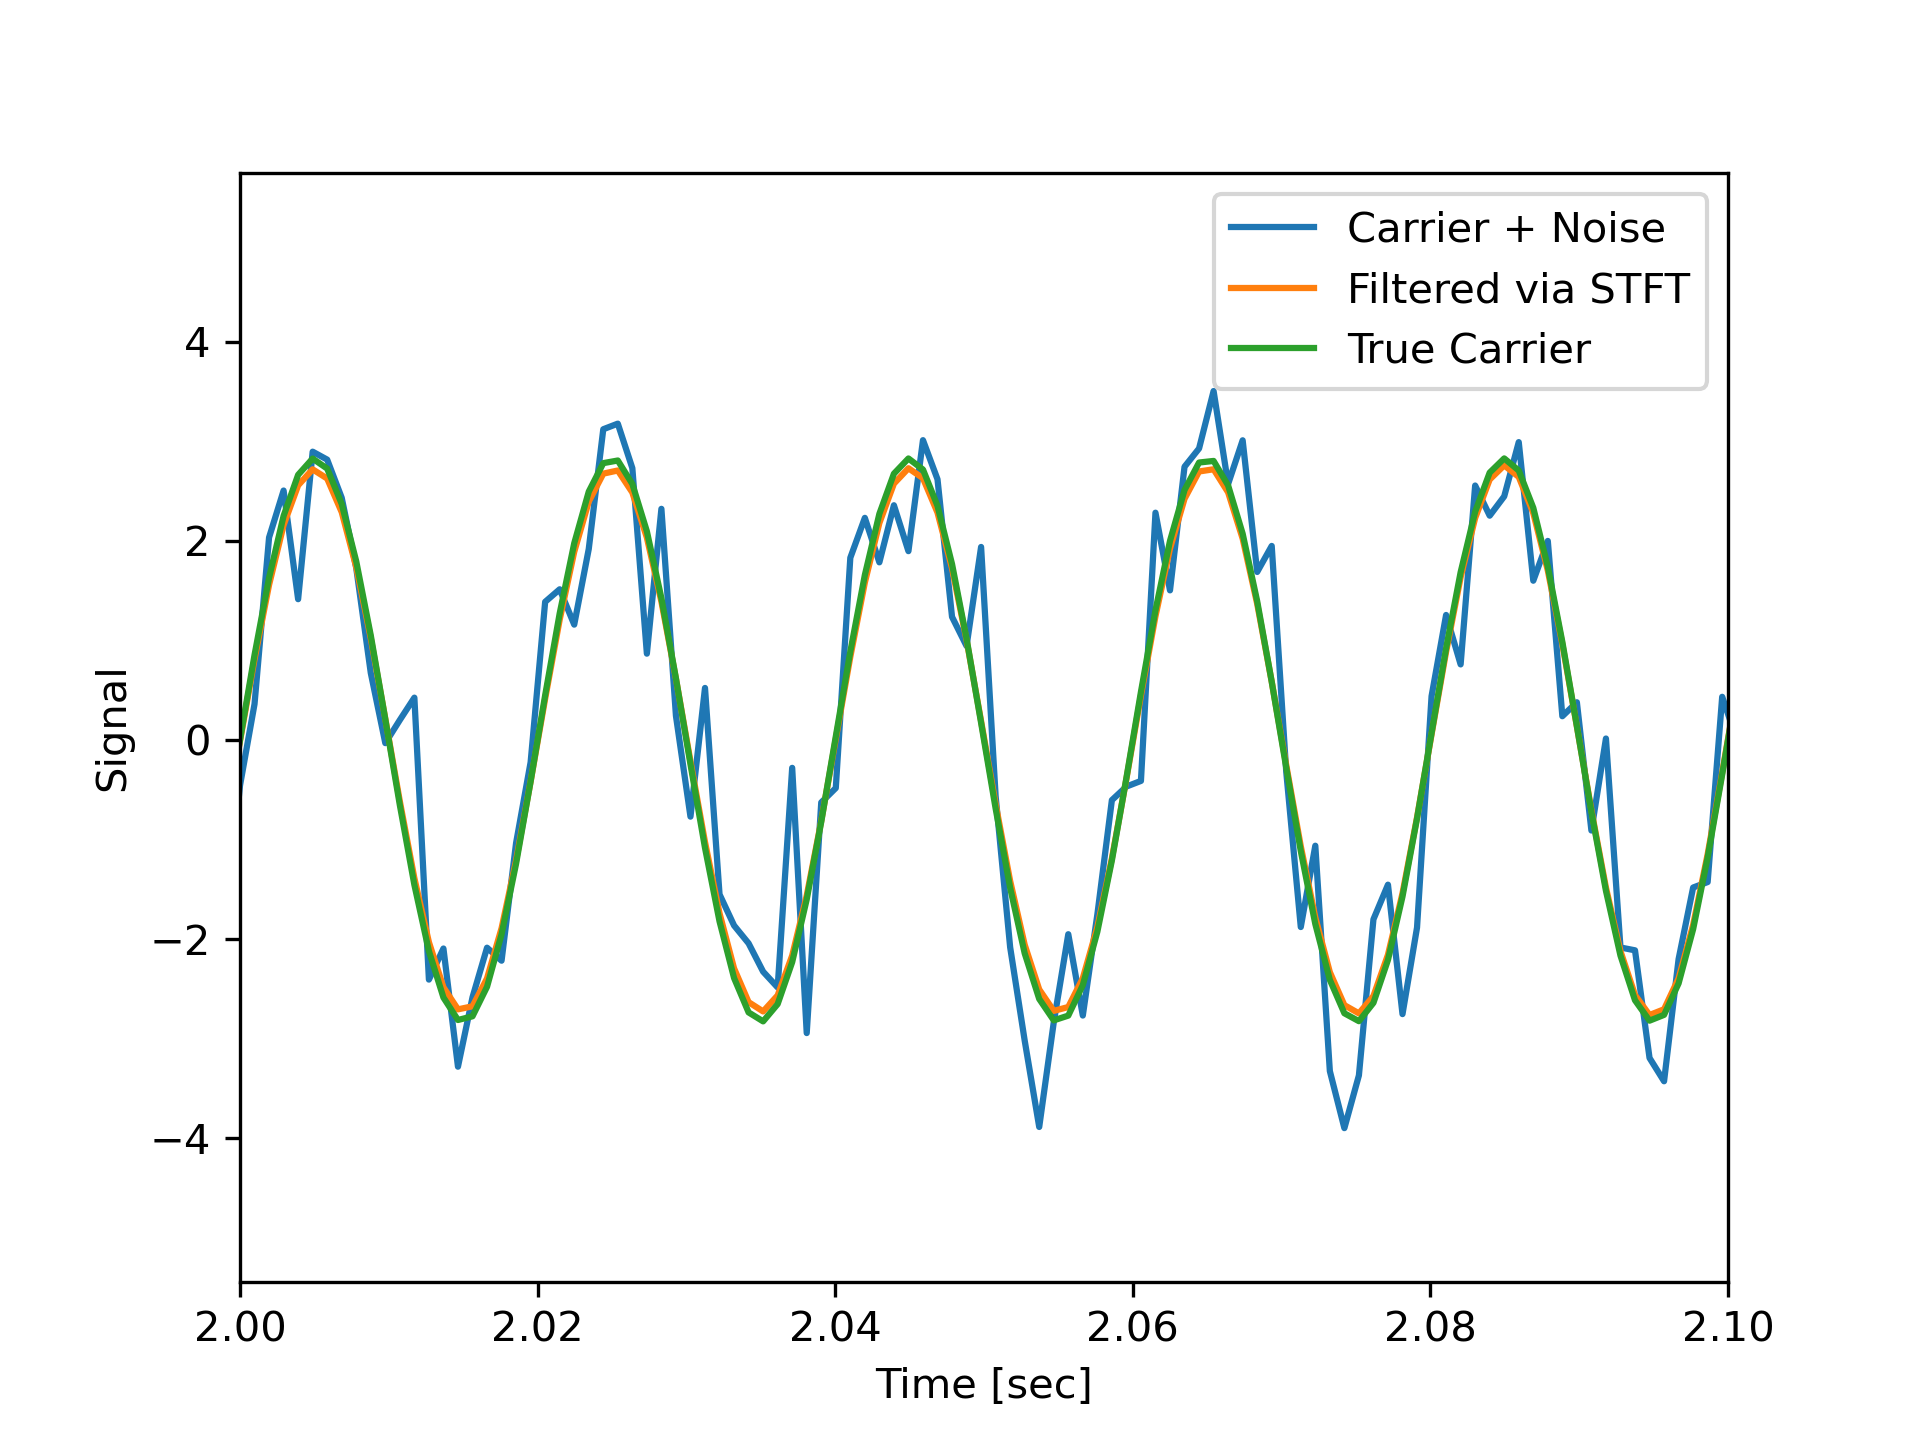 Carrier + Noise
Filtered via STFT
True Carrier
4
2
0
−2
−4
Signal
2.00 2.02 2.04 2.06 2.08 2.10
Time [sec]